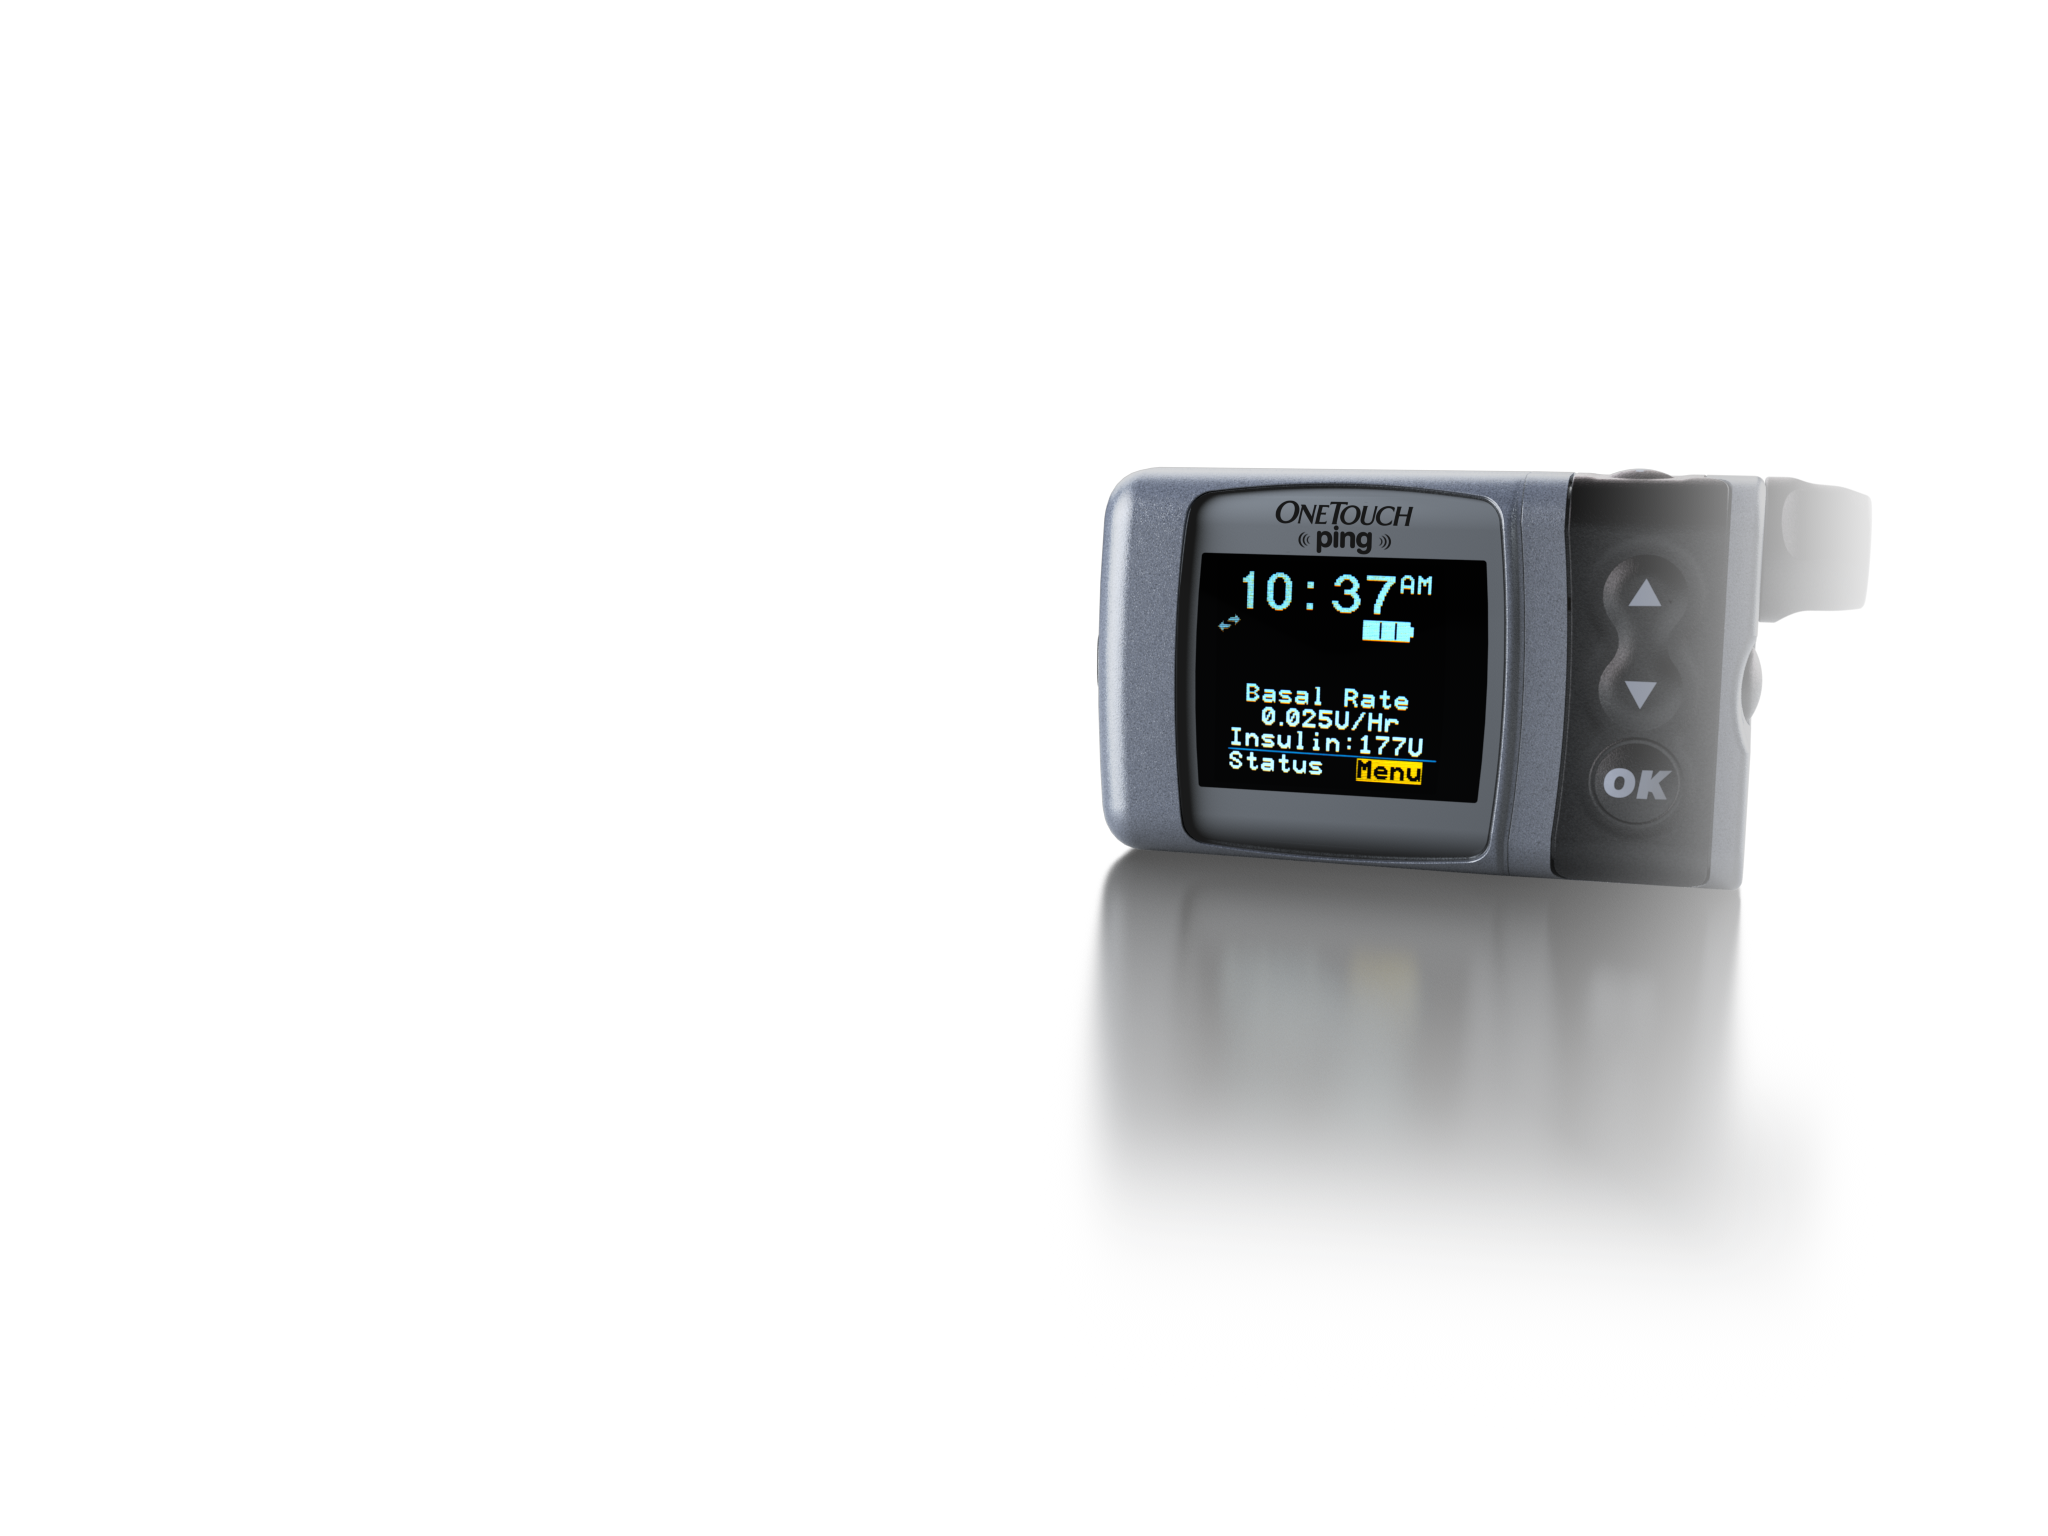 ONETOUCH
ping
10:37AM
Basal Rate
0.025U/Hr
Insulin:177U
Status Menu
OK